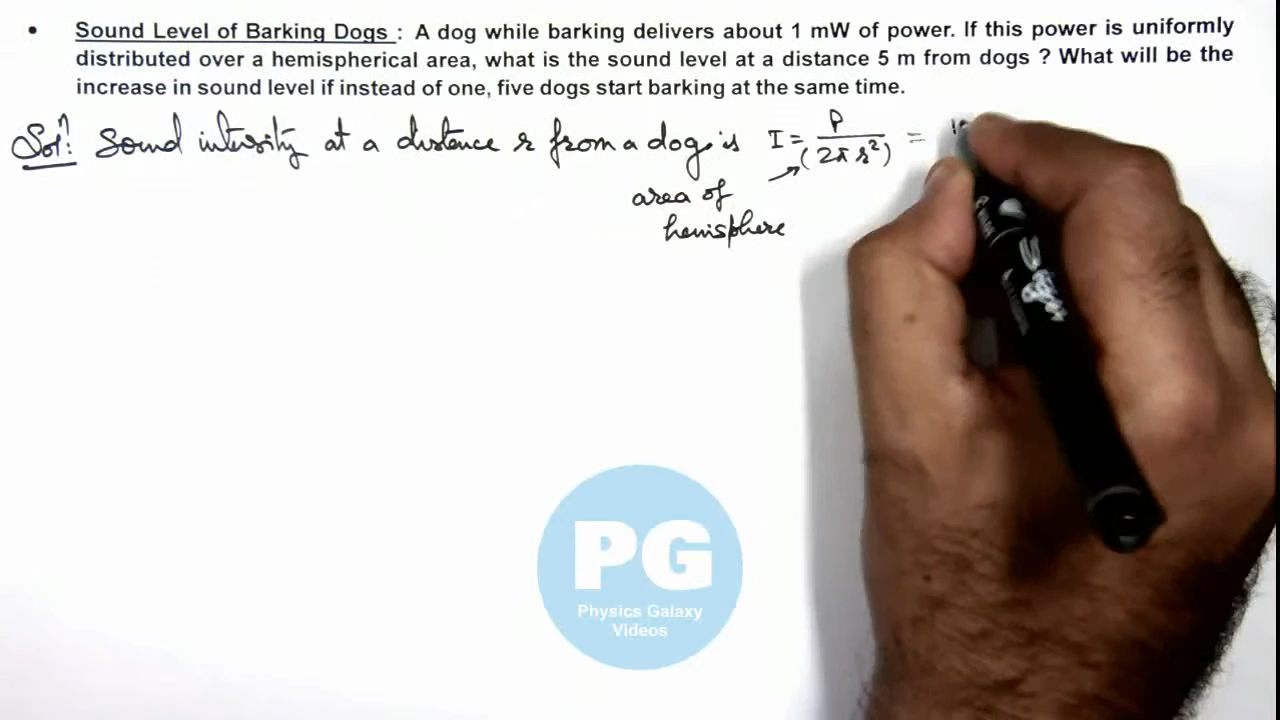 • Sound Level of Barking Dogs : A dog while barking delivers about 1 mW of power. If this power is uniformly
distributed over a hemispherical area, what is the sound level at a distance 5 m from dogs ? What will be the
increase in sound level if instead of one, five dogs start barking at the same time.
Solⁿ: Sound intensity at a distance r from a dog is I = P / (2πr²) =
area of
hemisphere
PG
Physics Galaxy
Videos